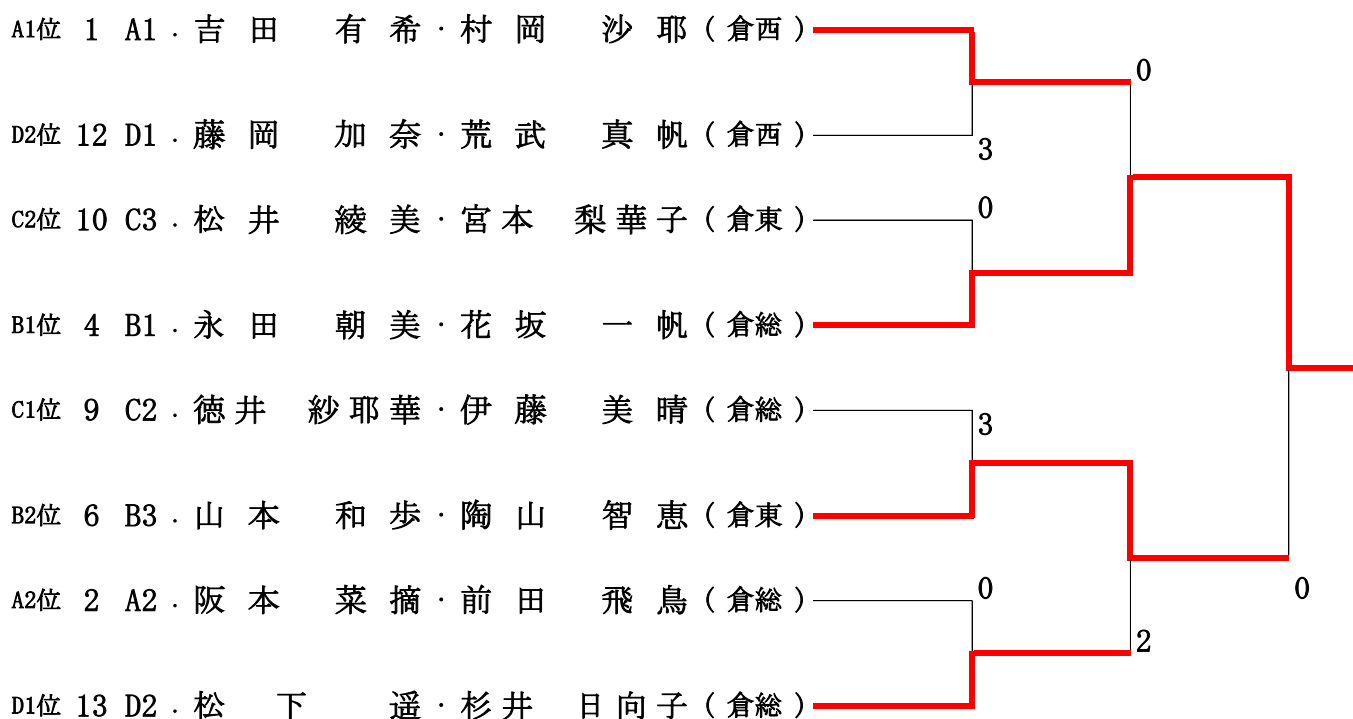 A1位 1 A1 . 吉田 有希・村岡 沙耶 (倉西)
0
D2位 12 D1 . 藤岡 加奈・荒武 真帆 (倉西)
3
C2位 10 C3 . 松井 綾美・宮本 梨華子 (倉東)
0
B1位 4 B1 . 永田 朝美・花坂 一帆 (倉総)
C1位 9 C2 . 徳井 紗耶華・伊藤 美晴 (倉総)
3
B2位 6 B3 . 山本 和歩・陶山 智恵 (倉東)
A2位 2 A2 . 阪本 菜摘・前田 飛鳥 (倉総)
0
0
2
D1位 13 D2 . 松下 遥・杉井 日向子 (倉総)